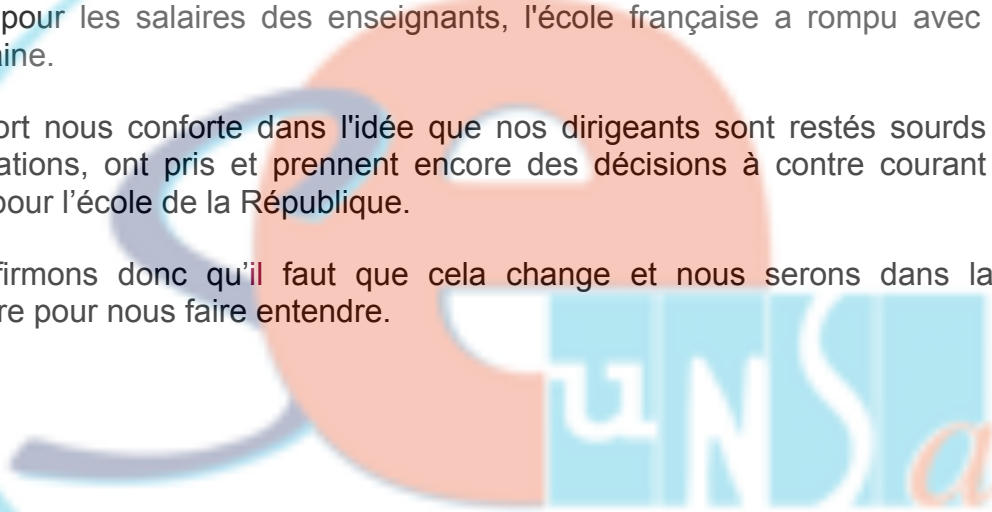 pour les salaires des enseignants, l'école française a rompu avec
aine.
ort nous conforte dans l'idée que nos dirigeants sont restés sourds
ations, ont pris et prennent encore des décisions à contre courant
pour l’école de la République.
firmons donc qu’il faut que cela change et nous serons dans la
re pour nous faire entendre.
se
uNSa